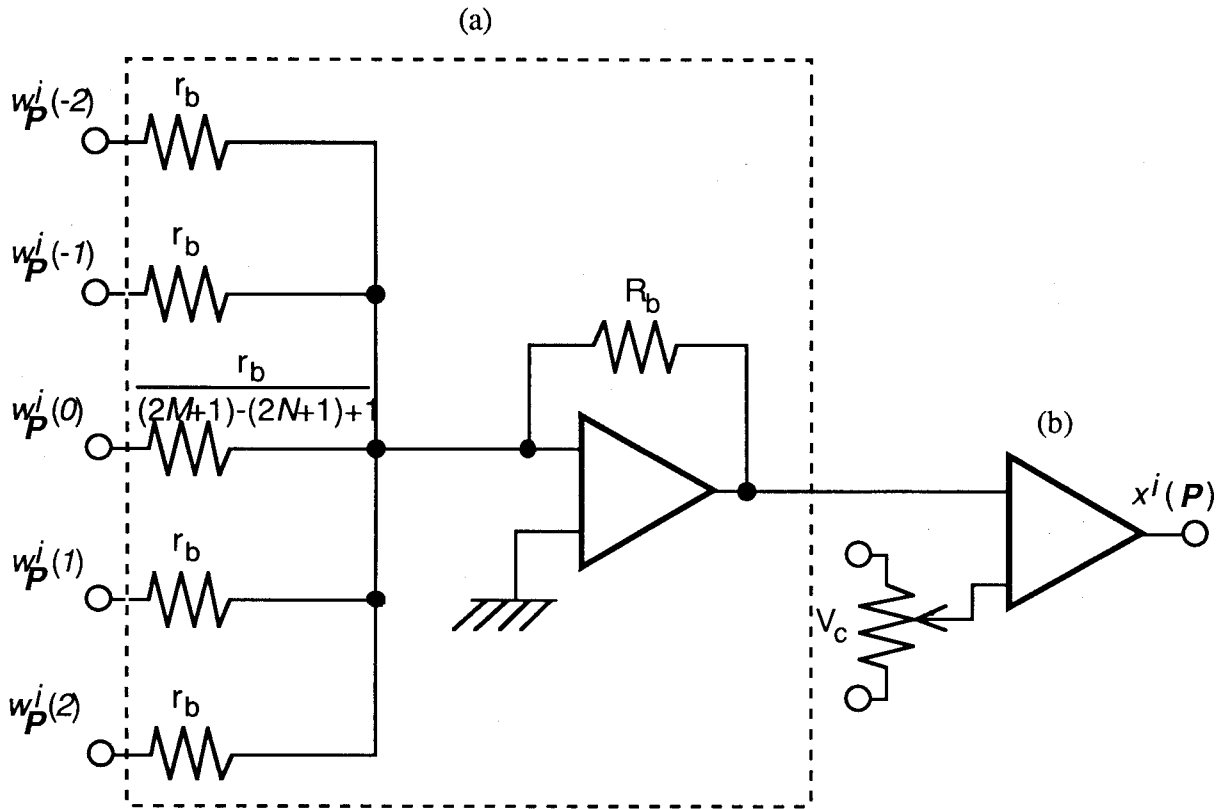 (a)
w^i_P(-2)
r_b
w^i_P(-1)
r_b
R_b
w^i_P(0)
r_b
(2M+1)-(2N+1)+1
(b)
x^i(P)
w^i_P(1)
r_b
V_c
w^i_P(2)
r_b